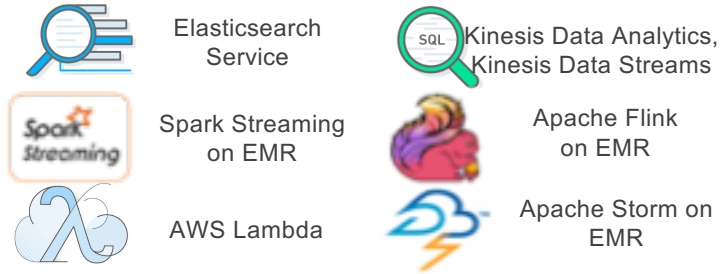 Elasticsearch
Service
SQL
Kinesis Data Analytics,
Kinesis Data Streams
Spark
Streaming
Spark Streaming
on EMR
Apache Flink
on EMR
AWS Lambda
Apache Storm on
EMR